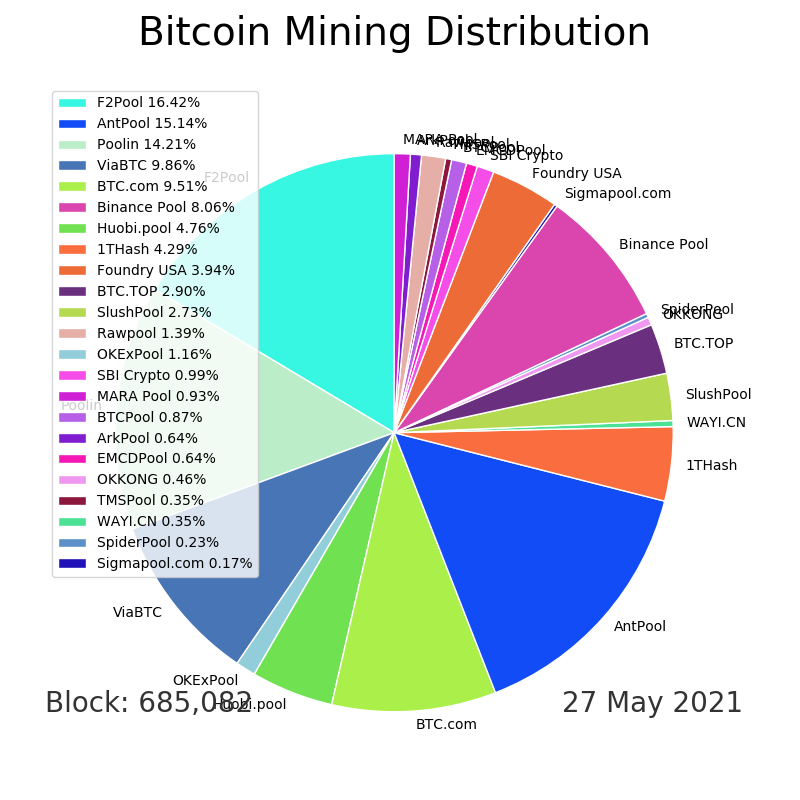 Bitcoin Mining Distribution
F2Pool 16.42%
AntPool 15.14%
Poolin 14.21%
ViaBTC 9.86%
BTC.com 9.51%
Binance Pool 8.06%
Huobi.pool 4.76%
1THash 4.29%
Foundry USA 3.94%
BTC.TOP 2.90%
SlushPool 2.73%
Rawpool 1.39%
OKExPool 1.16%
SBI Crypto 0.99%
MARA Pool 0.93%
BTCPool 0.87%
ArkPool 0.64%
EMCDPool 0.64%
OKKONG 0.46%
TMSPool 0.35%
WAYI.CN 0.35%
SpiderPool 0.23%
Sigmapool.com 0.17%
F2Pool
Poolin
ViaBTC
OKExPool
Huobi.pool
BTC.com
AntPool
1THash
WAYI.CN
SlushPool
BTC.TOP
OKKONG
SpiderPool
Binance Pool
Sigmapool.com
Foundry USA
SBI Crypto
EMCDPool
MARA Pool
Block: 685,082
27 May 2021